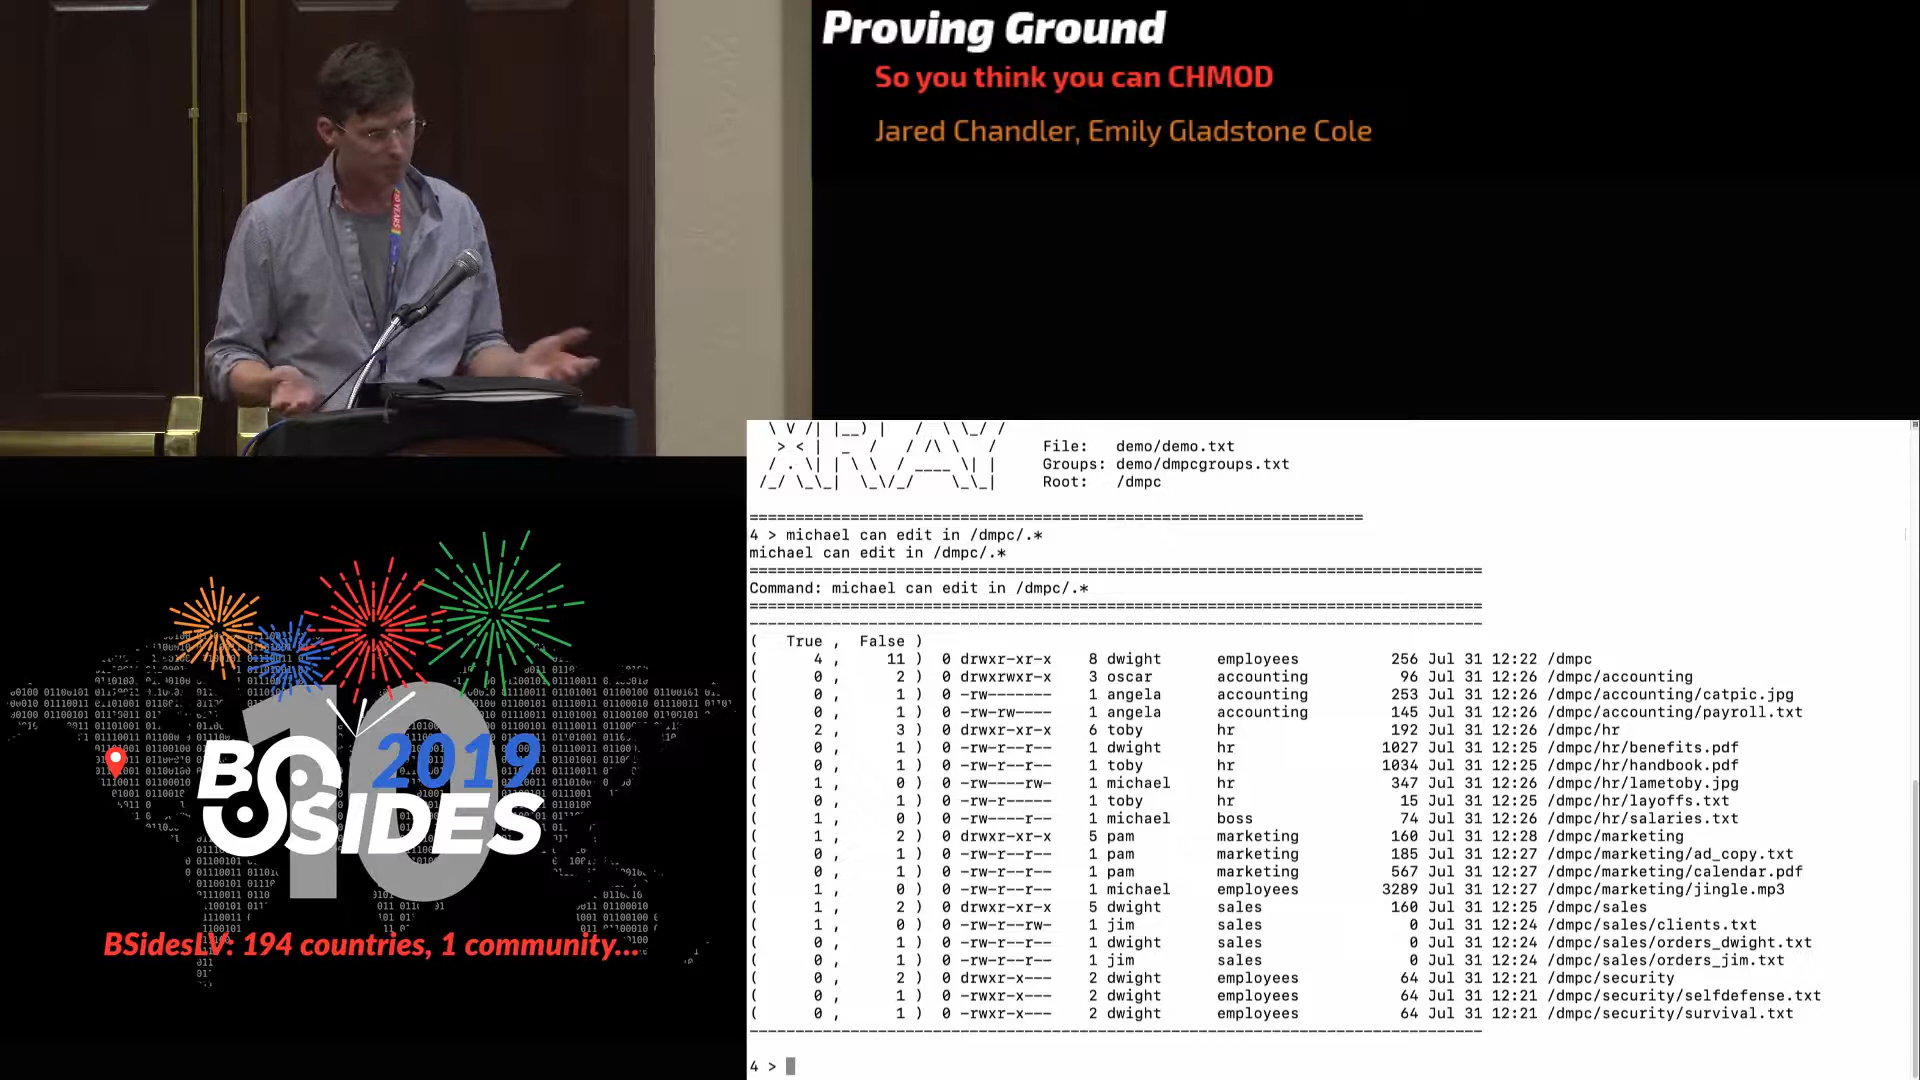 Proving Ground
So you think you can CHMOD
Jared Chandler, Emily Gladstone Cole
10 YEARS
XRAY
File: demo/demo.txt
Groups: demo/dmpcgroups.txt
Root: /dmpc
===================================================================
4 > michael can edit in /dmpc/.*
michael can edit in /dmpc/.*
================================================================================
Command: michael can edit in /dmpc/.*
================================================================================
--------------------------------------------------------------------------------
( True , False )
( 4 , 11 ) 0 drwxr-xr-x 8 dwight employees 256 Jul 31 12:22 /dmpc
( 0 , 2 ) 0 drwxrwxr-x 3 oscar accounting 96 Jul 31 12:26 /dmpc/accounting
( 0 , 1 ) 0 -rw------- 1 angela accounting 253 Jul 31 12:26 /dmpc/accounting/catpic.jpg
( 0 , 1 ) 0 -rw-rw---- 1 angela accounting 145 Jul 31 12:26 /dmpc/accounting/payroll.txt
( 2 , 3 ) 0 drwxr-xr-x 6 toby hr 192 Jul 31 12:26 /dmpc/hr
( 0 , 1 ) 0 -rw-r--r-- 1 dwight hr 1027 Jul 31 12:25 /dmpc/hr/benefits.pdf
( 0 , 1 ) 0 -rw-r--r-- 1 toby hr 1034 Jul 31 12:25 /dmpc/hr/handbook.pdf
( 1 , 0 ) 0 -rw----rw- 1 michael hr 347 Jul 31 12:26 /dmpc/hr/lametoby.jpg
( 0 , 1 ) 0 -rw-r----- 1 toby hr 15 Jul 31 12:25 /dmpc/hr/layoffs.txt
( 1 , 0 ) 0 -rw----r-- 1 michael boss 74 Jul 31 12:26 /dmpc/hr/salaries.txt
( 1 , 2 ) 0 drwxr-xr-x 5 pam marketing 160 Jul 31 12:28 /dmpc/marketing
( 0 , 1 ) 0 -rw-r--r-- 1 pam marketing 185 Jul 31 12:27 /dmpc/marketing/ad_copy.txt
( 0 , 1 ) 0 -rw-r--r-- 1 pam marketing 567 Jul 31 12:27 /dmpc/marketing/calendar.pdf
( 1 , 0 ) 0 -rw-r--r-- 1 michael employees 3289 Jul 31 12:27 /dmpc/marketing/jingle.mp3
( 1 , 2 ) 0 drwxr-xr-x 5 dwight sales 160 Jul 31 12:25 /dmpc/sales
( 1 , 0 ) 0 -rw-r--rw- 1 jim sales 0 Jul 31 12:24 /dmpc/sales/clients.txt
( 0 , 1 ) 0 -rw-r--r-- 1 dwight sales 0 Jul 31 12:24 /dmpc/sales/orders_dwight.txt
( 0 , 1 ) 0 -rw-r--r-- 1 jim sales 0 Jul 31 12:24 /dmpc/sales/orders_jim.txt
( 0 , 2 ) 0 drwxr-x--- 2 dwight employees 64 Jul 31 12:21 /dmpc/security
( 0 , 1 ) 0 -rwxr-x--- 2 dwight employees 64 Jul 31 12:21 /dmpc/security/selfdefense.txt
( 0 , 1 ) 0 -rwxr-x--- 2 dwight employees 64 Jul 31 12:21 /dmpc/security/survival.txt
--------------------------------------------------------------------------------
4 >
10
BSIDES 2019
BSidesLV: 194 countries, 1 community...